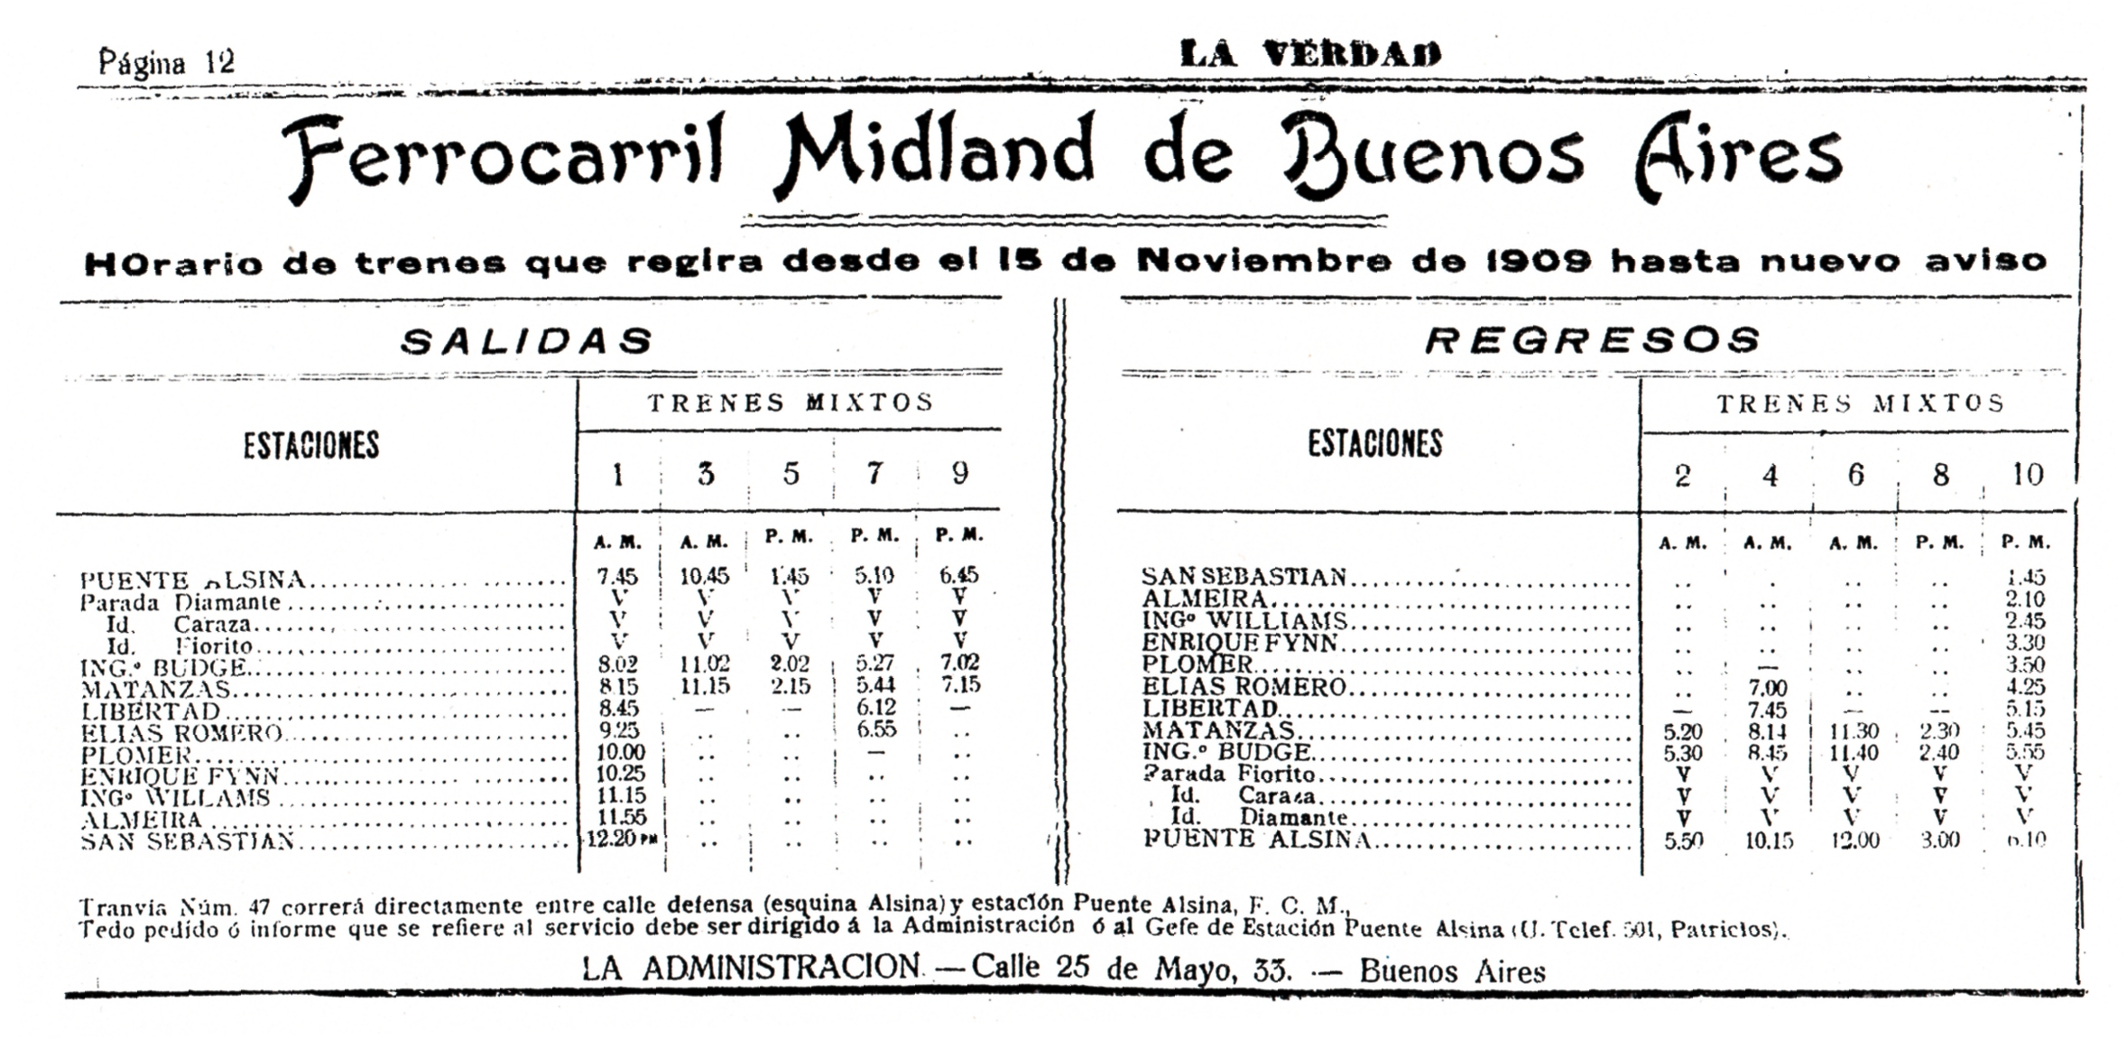 Página 12
LA VERDAD
Ferrocarril Midland de Buenos Aires
HOrario de trenes que regira desde el 15 de Noviembre de 1909 hasta nuevo aviso
SALIDAS
ESTACIONES
TRENES MIXTOS
1 3 5 7 9
A. M. A. M. P. M. P. M. P. M.
PUENTE ALSINA 7.45 10.45 1.45 5.10 6.45
Parada Diamante V V V V V
Id. Caraza V V V V V
Id. Fiorito V V V V V
ING.º BUDGE 8.02 11.02 2.02 5.27 7.02
MATANZAS 8 15 11.15 2.15 5.44 7.15
LIBERTAD 8.45 — — 6.12 —
ELIAS ROMERO 9.25 .. .. 6.55 ..
PLOMER 10.00 .. .. — ..
ENRIQUE FYNN 10.25 .. .. .. ..
INGº WILLAMS 11.15 .. .. .. ..
ALMEIRA 11.55 .. .. .. ..
SAN SEBASTIAN 12.20 PM .. .. .. ..
REGRESOS
ESTACIONES
TRENES MIXTOS
2 4 6 8 10
A. M. A. M. A. M. P. M. P. M.
SAN SEBASTIAN .. . .. .. 1.45
ALMEIRA .. .. .. .. 2.10
INGº WILLIAMS .. .. .. .. 2.45
ENRIQUE FYNN .. .. .. .. 3.30
PLOMER .. — .. .. 3.50
ELIAS ROMERO .. 7.00 .. .. 4.25
LIBERTAD — 7.45 — — 5.15
MATANZAS 5.20 8.14 11.30 2.30 5.45
ING.º BUDGE 5.30 8.45 11.40 2.40 5.55
Parada Fiorito V V V V V
Id. Caraza V V V V V
Id. Diamante V V V V V
PUENTE ALSINA 5.50 10.15 12.00 3.00 6.10
Tranvia Núm. 47 correrá directamente entre calle defensa (esquina Alsina) y estación Puente Alsina, F. C. M.,
Tedo pedido ó informe que se refiere al servicio debe ser dirigido á la Administración ó al Gefe de Estación Puente Alsina (U. Telef. 501, Patricios).
LA ADMINISTRACION. — Calle 25 de Mayo, 33. — Buenos Aires